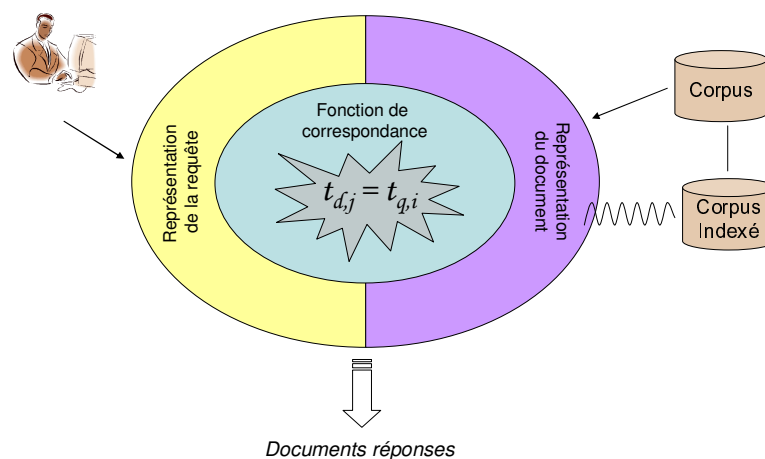 Fonction de
correspondance
t_{d,j} = t_{q,i}
Représentation
de la requête
Représentation
du document
Corpus
Corpus
Indexé
Documents réponses